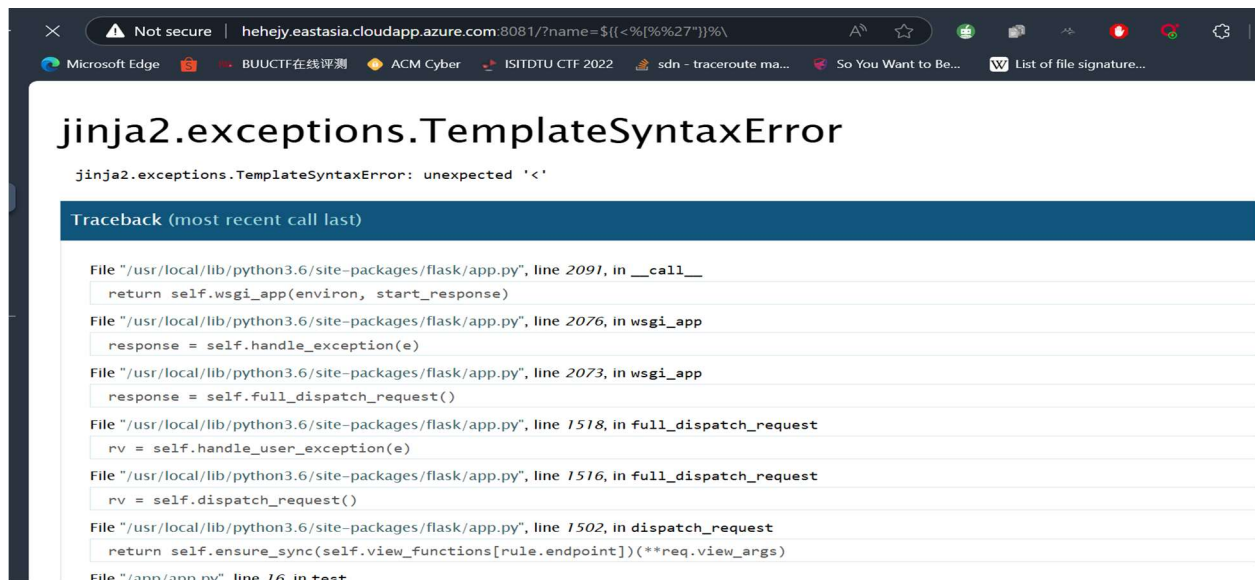 Not secure | hehejy.eastasia.cloudapp.azure.com:8081/?name=${{<%[%%27"}}%\
Microsoft Edge BUUCTF在线评测 ACM Cyber ISITDTU CTF 2022 sdn - traceroute ma... So You Want to Be... List of file signature...
jinja2.exceptions.TemplateSyntaxError
jinja2.exceptions.TemplateSyntaxError: unexpected '<'
Traceback (most recent call last)
File "/usr/local/lib/python3.6/site-packages/flask/app.py", line 2091, in __call__
return self.wsgi_app(environ, start_response)
File "/usr/local/lib/python3.6/site-packages/flask/app.py", line 2076, in wsgi_app
response = self.handle_exception(e)
File "/usr/local/lib/python3.6/site-packages/flask/app.py", line 2073, in wsgi_app
response = self.full_dispatch_request()
File "/usr/local/lib/python3.6/site-packages/flask/app.py", line 1518, in full_dispatch_request
rv = self.handle_user_exception(e)
File "/usr/local/lib/python3.6/site-packages/flask/app.py", line 1516, in full_dispatch_request
rv = self.dispatch_request()
File "/usr/local/lib/python3.6/site-packages/flask/app.py", line 1502, in dispatch_request
return self.ensure_sync(self.view_functions[rule.endpoint])(**req.view_args)
File "/app/app.py", line 16, in test